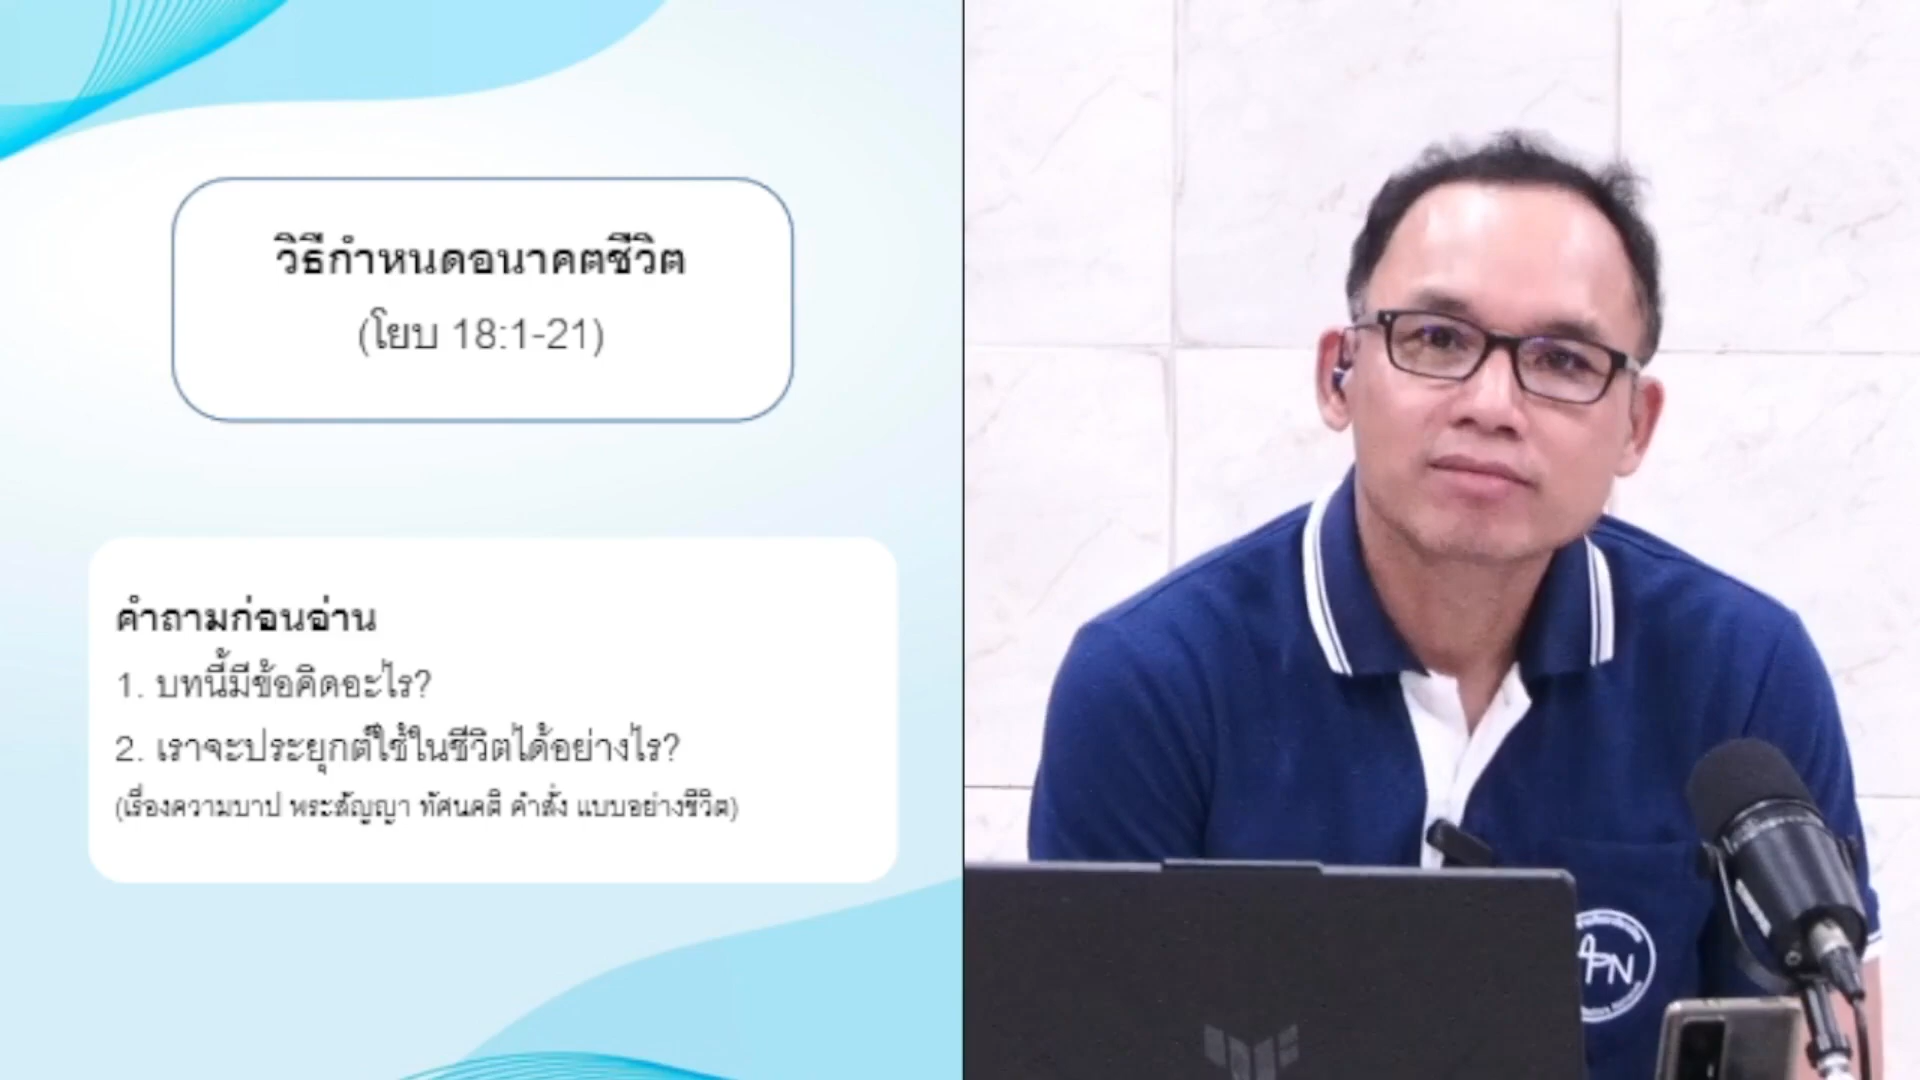 วิธีกำหนดอนาคตชีวิต
(โยบ 18:1-21)
คำถามก่อนอ่าน
1. บทนี้มีข้อคิดอะไร?
2. เราจะประยุกต์ใช้ในชีวิตได้อย่างไร?
(เรื่องความบาป พระสัญญา ทัศนคติ คำสั่ง แบบอย่างชีวิต)
APN